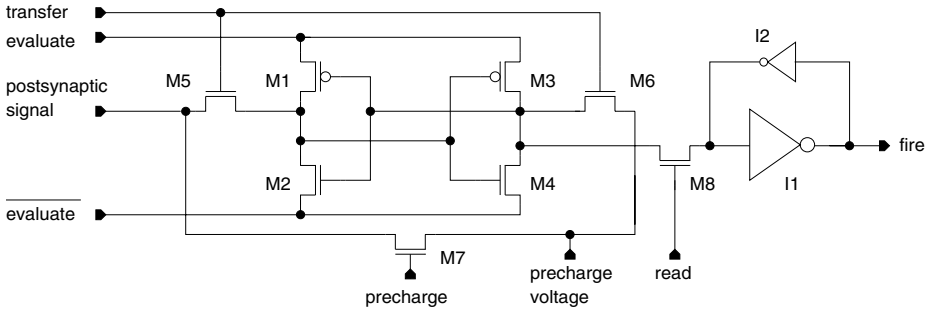 transfer
evaluate
I2
M5
M1
M3
M6
postsynaptic
signal
fire
M2
M4
M8
I1
evaluate
M7
precharge
precharge
voltage
read